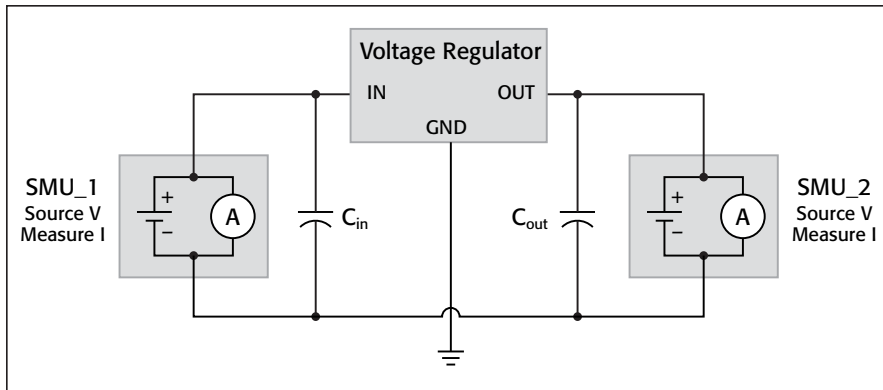 Voltage Regulator
IN OUT
GND
SMU_1
Source V
Measure I
+
−
A
C_in
C_out
+
−
A
SMU_2
Source V
Measure I